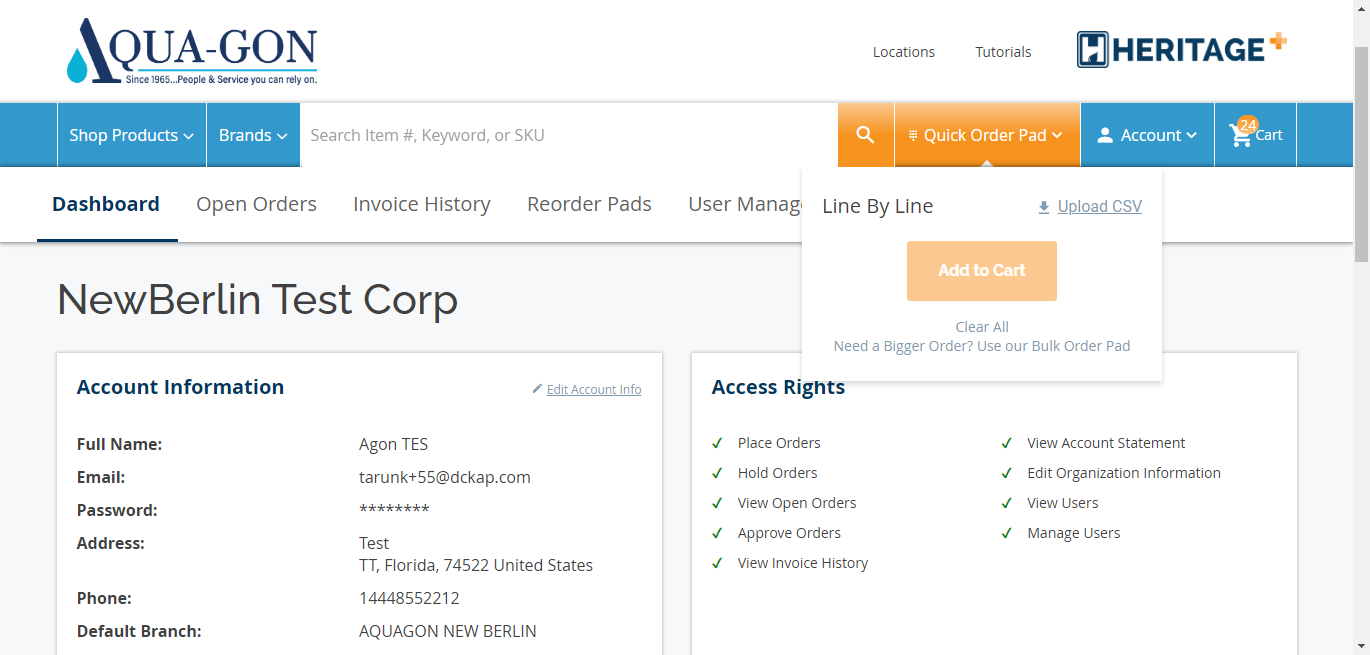 AQUA-GON
Since 1965...People & Service you can rely on.
Locations
Tutorials
HERITAGE+
Shop Products
Brands
Search Item #, Keyword, or SKU
Quick Order Pad
Account
24
Cart
Dashboard
Open Orders
Invoice History
Reorder Pads
User Manage
Line By Line
Upload CSV
Add to Cart
Clear All
Need a Bigger Order? Use our Bulk Order Pad
NewBerlin Test Corp
Account Information
Edit Account Info
Full Name: Agon TES
Email: tarunk+55@dckap.com
Password: ********
Address: Test
TT, Florida, 74522 United States
Phone: 14448552212
Default Branch: AQUAGON NEW BERLIN
Access Rights
Place Orders
Hold Orders
View Open Orders
Approve Orders
View Invoice History
View Account Statement
Edit Organization Information
View Users
Manage Users